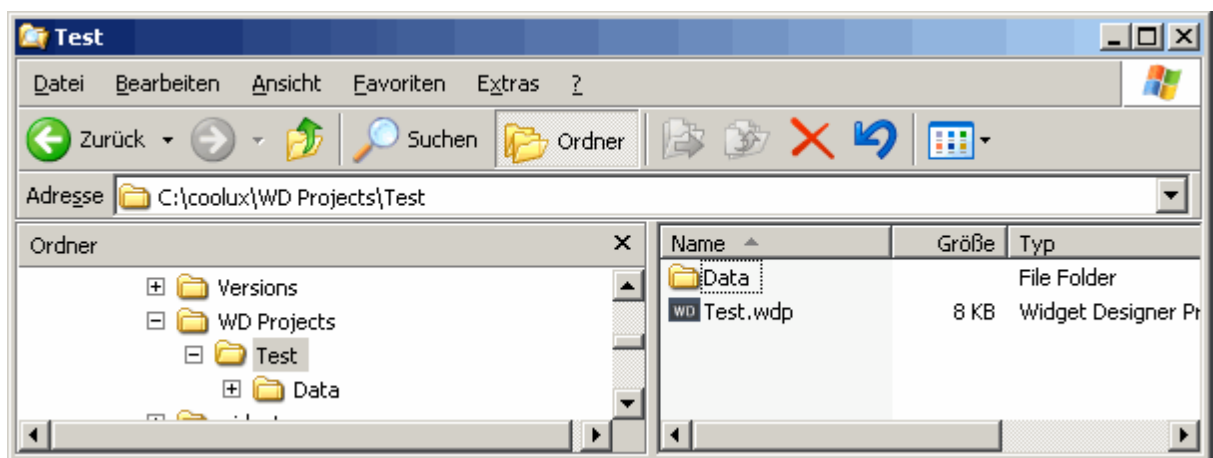 Test
Datei Bearbeiten Ansicht Favoriten Extras ?
Zurück Suchen Ordner
Adresse C:\coolux\WD Projects\Test
Ordner
Versions
WD Projects
Test
Data
Name Größe Typ
Data File Folder
WD Test.wdp 8 KB Widget Designer Pr